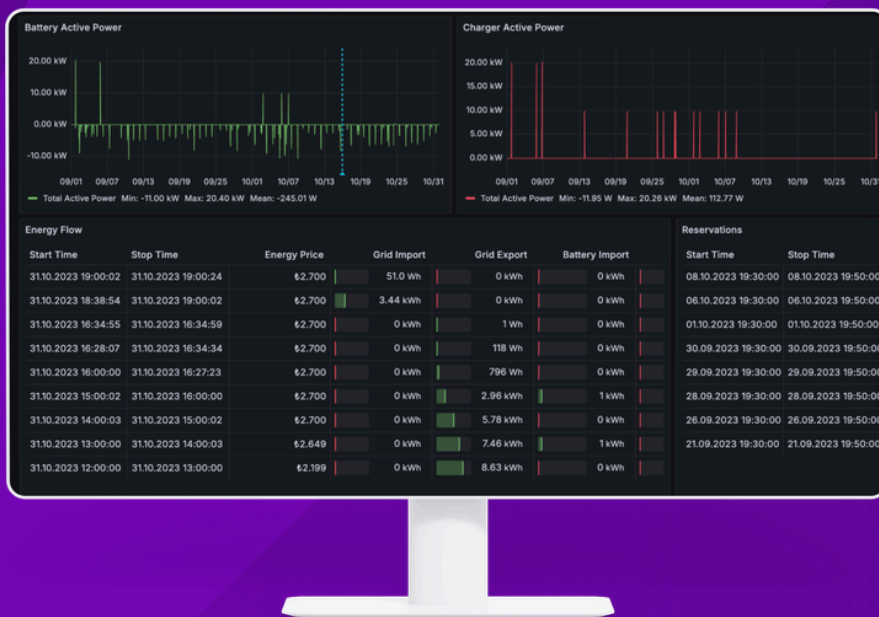 Battery Active Power
20.00 kW
10.00 kW
0.00 kW
-10.00 kW
09/01 09/07 09/13 09/19 09/25 10/01 10/07 10/13 10/19 10/25 10/31
Total Active Power Min: -11.00 kW Max: 20.40 kW Mean: -245.01 W
Charger Active Power
20.00 kW
15.00 kW
10.00 kW
5.00 kW
0.00 kW
09/01 09/07 09/13 09/19 09/25 10/01 10/07 10/13 10/19 10/25 10/31
Total Active Power Min: -11.95 W Max: 20.26 kW Mean: 112.77 W
Energy Flow
Start Time Stop Time Energy Price Grid Import Grid Export Battery Import
31.10.2023 19:00:02 31.10.2023 19:00:24 ₺2.700 51.0 Wh 0 kWh 0 kWh
31.10.2023 18:38:54 31.10.2023 19:00:02 ₺2.700 3.44 kWh 0 kWh 0 kWh
31.10.2023 16:34:55 31.10.2023 16:34:59 ₺2.700 0 kWh 1 Wh 0 kWh
31.10.2023 16:28:07 31.10.2023 16:34:34 ₺2.700 0 kWh 118 Wh 0 kWh
31.10.2023 16:00:00 31.10.2023 16:27:23 ₺2.700 0 kWh 796 Wh 0 kWh
31.10.2023 15:00:02 31.10.2023 16:00:00 ₺2.700 0 kWh 2.96 kWh 1 kWh
31.10.2023 14:00:03 31.10.2023 15:00:02 ₺2.700 0 kWh 5.78 kWh 0 kWh
31.10.2023 13:00:00 31.10.2023 14:00:03 ₺2.649 0 kWh 7.46 kWh 1 kWh
31.10.2023 12:00:00 31.10.2023 13:00:00 ₺2.199 0 kWh 8.63 kWh 0 kWh
Reservations
Start Time Stop Time
08.10.2023 19:30:00 08.10.2023 19:50:00
06.10.2023 19:30:00 06.10.2023 19:50:00
01.10.2023 19:30:00 01.10.2023 19:50:00
30.09.2023 19:30:00 30.09.2023 19:50:00
29.09.2023 19:30:00 29.09.2023 19:50:00
28.09.2023 19:30:00 28.09.2023 19:50:00
26.09.2023 19:30:00 26.09.2023 19:50:00
21.09.2023 19:30:00 21.09.2023 19:50:00